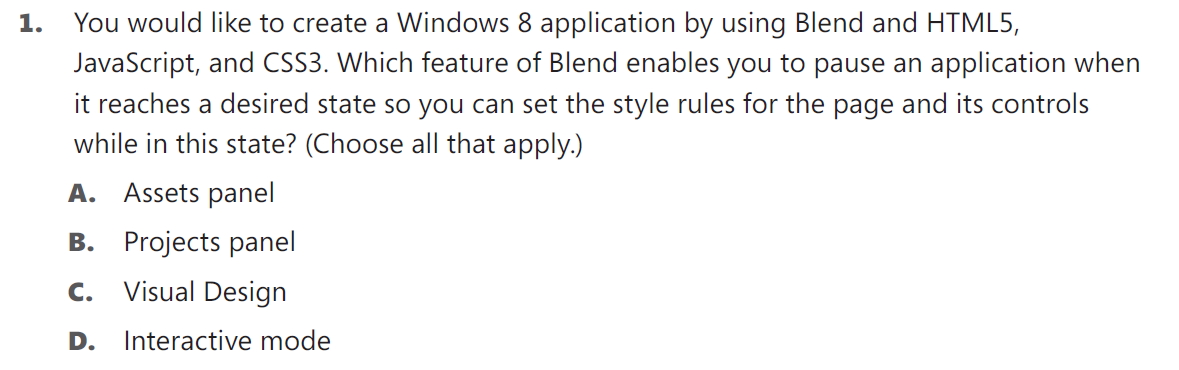 1. You would like to create a Windows 8 application by using Blend and HTML5,
JavaScript, and CSS3. Which feature of Blend enables you to pause an application when
it reaches a desired state so you can set the style rules for the page and its controls
while in this state? (Choose all that apply.)
A. Assets panel
B. Projects panel
C. Visual Design
D. Interactive mode